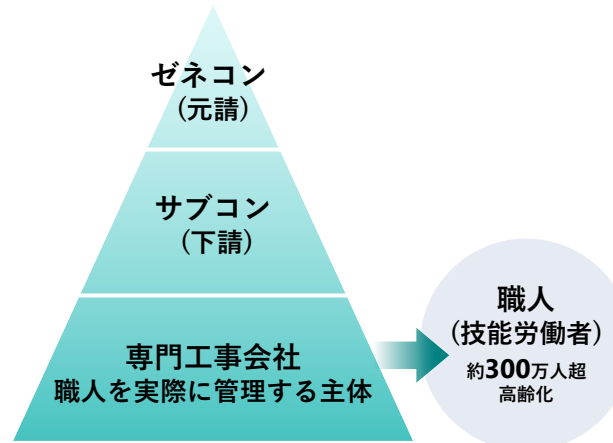 ゼネコン
(元請)
サブコン
(下請)
専門工事会社
職人を実際に管理する主体
職人
(技能労働者)
約300万人超
高齢化